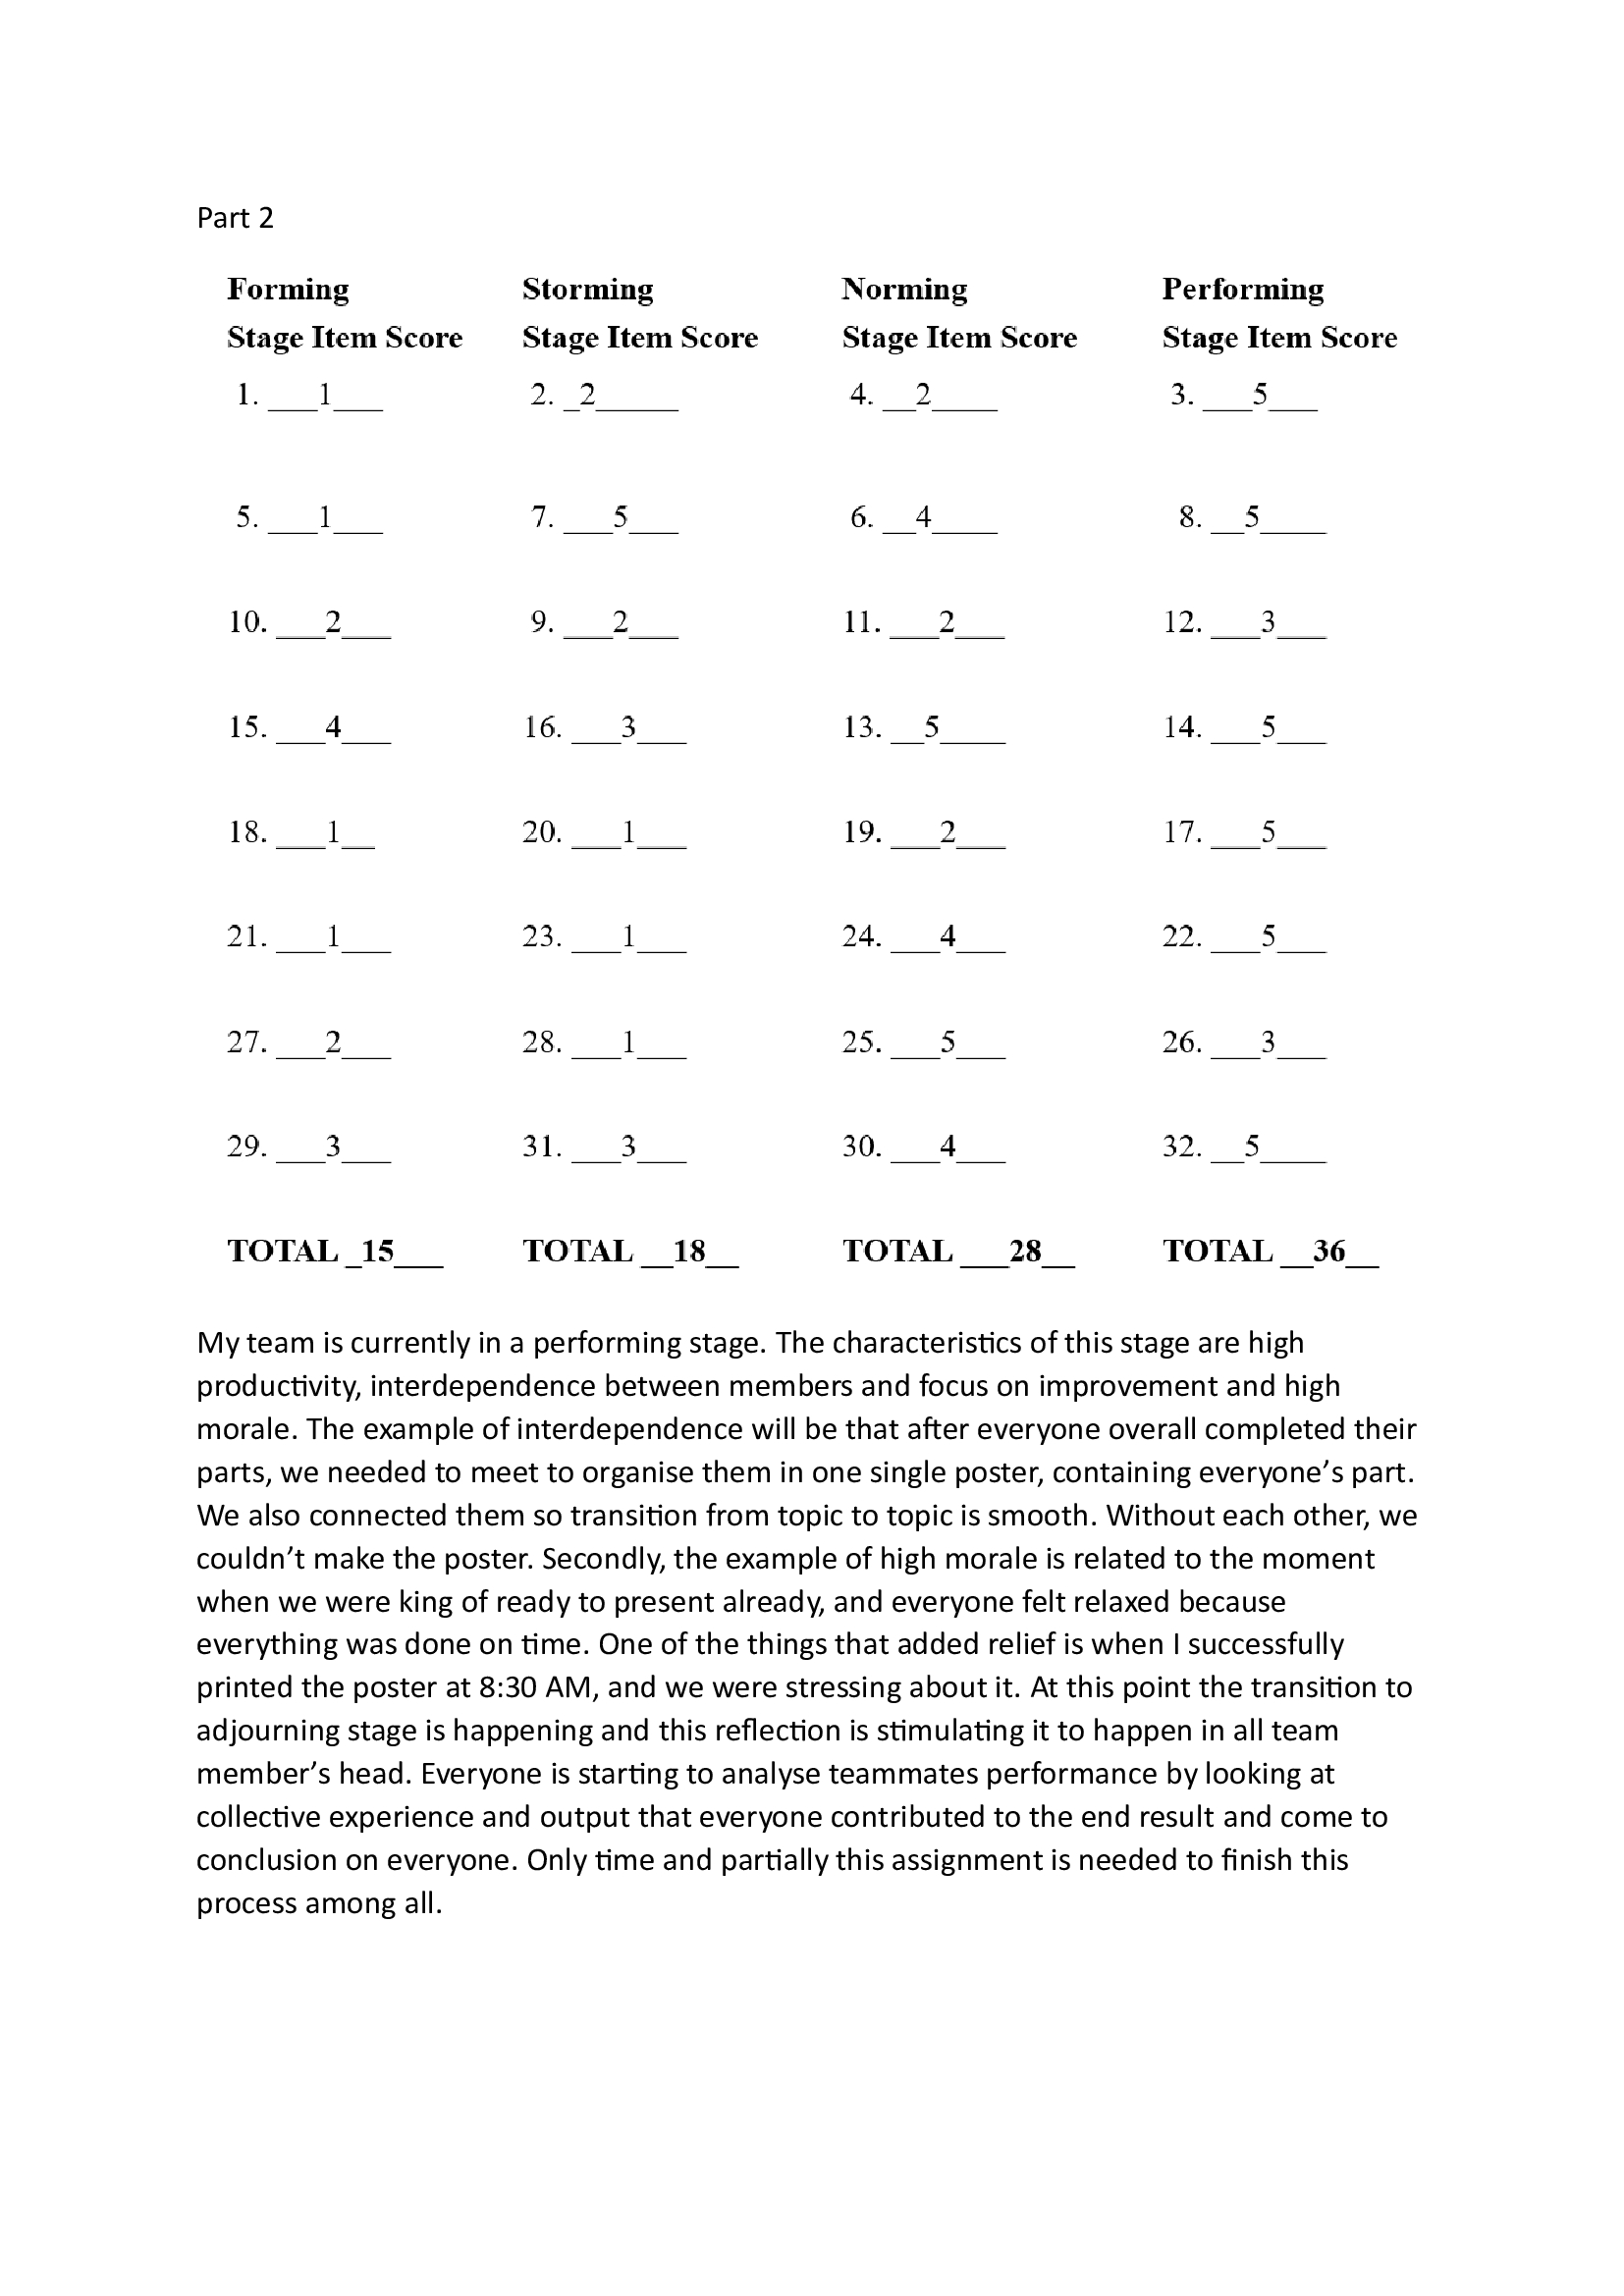 Part 2
Forming Storming Norming Performing
Stage Item Score Stage Item Score Stage Item Score Stage Item Score
1. ___1___ 2. _2_____ 4. __2____ 3. ___5___
5. ___1___ 7. ___5___ 6. __4____ 8. __5____
10. ___2___ 9. ___2___ 11. ___2___ 12. ___3___
15. ___4___ 16. ___3___ 13. __5____ 14. ___5___
18. ___1__ 20. ___1___ 19. ___2___ 17. ___5___
21. ___1___ 23. ___1___ 24. ___4___ 22. ___5___
27. ___2___ 28. ___1___ 25. ___5___ 26. ___3___
29. ___3___ 31. ___3___ 30. ___4___ 32. __5____
TOTAL _15___ TOTAL __18__ TOTAL ___28__ TOTAL __36__
My team is currently in a performing stage. The characteristics of this stage are high
productivity, interdependence between members and focus on improvement and high
morale. The example of interdependence will be that after everyone overall completed their
parts, we needed to meet to organise them in one single poster, containing everyone’s part.
We also connected them so transition from topic to topic is smooth. Without each other, we
couldn’t make the poster. Secondly, the example of high morale is related to the moment
when we were king of ready to present already, and everyone felt relaxed because
everything was done on time. One of the things that added relief is when I successfully
printed the poster at 8:30 AM, and we were stressing about it. At this point the transition to
adjourning stage is happening and this reflection is stimulating it to happen in all team
member’s head. Everyone is starting to analyse teammates performance by looking at
collective experience and output that everyone contributed to the end result and come to
conclusion on everyone. Only time and partially this assignment is needed to finish this
process among all.